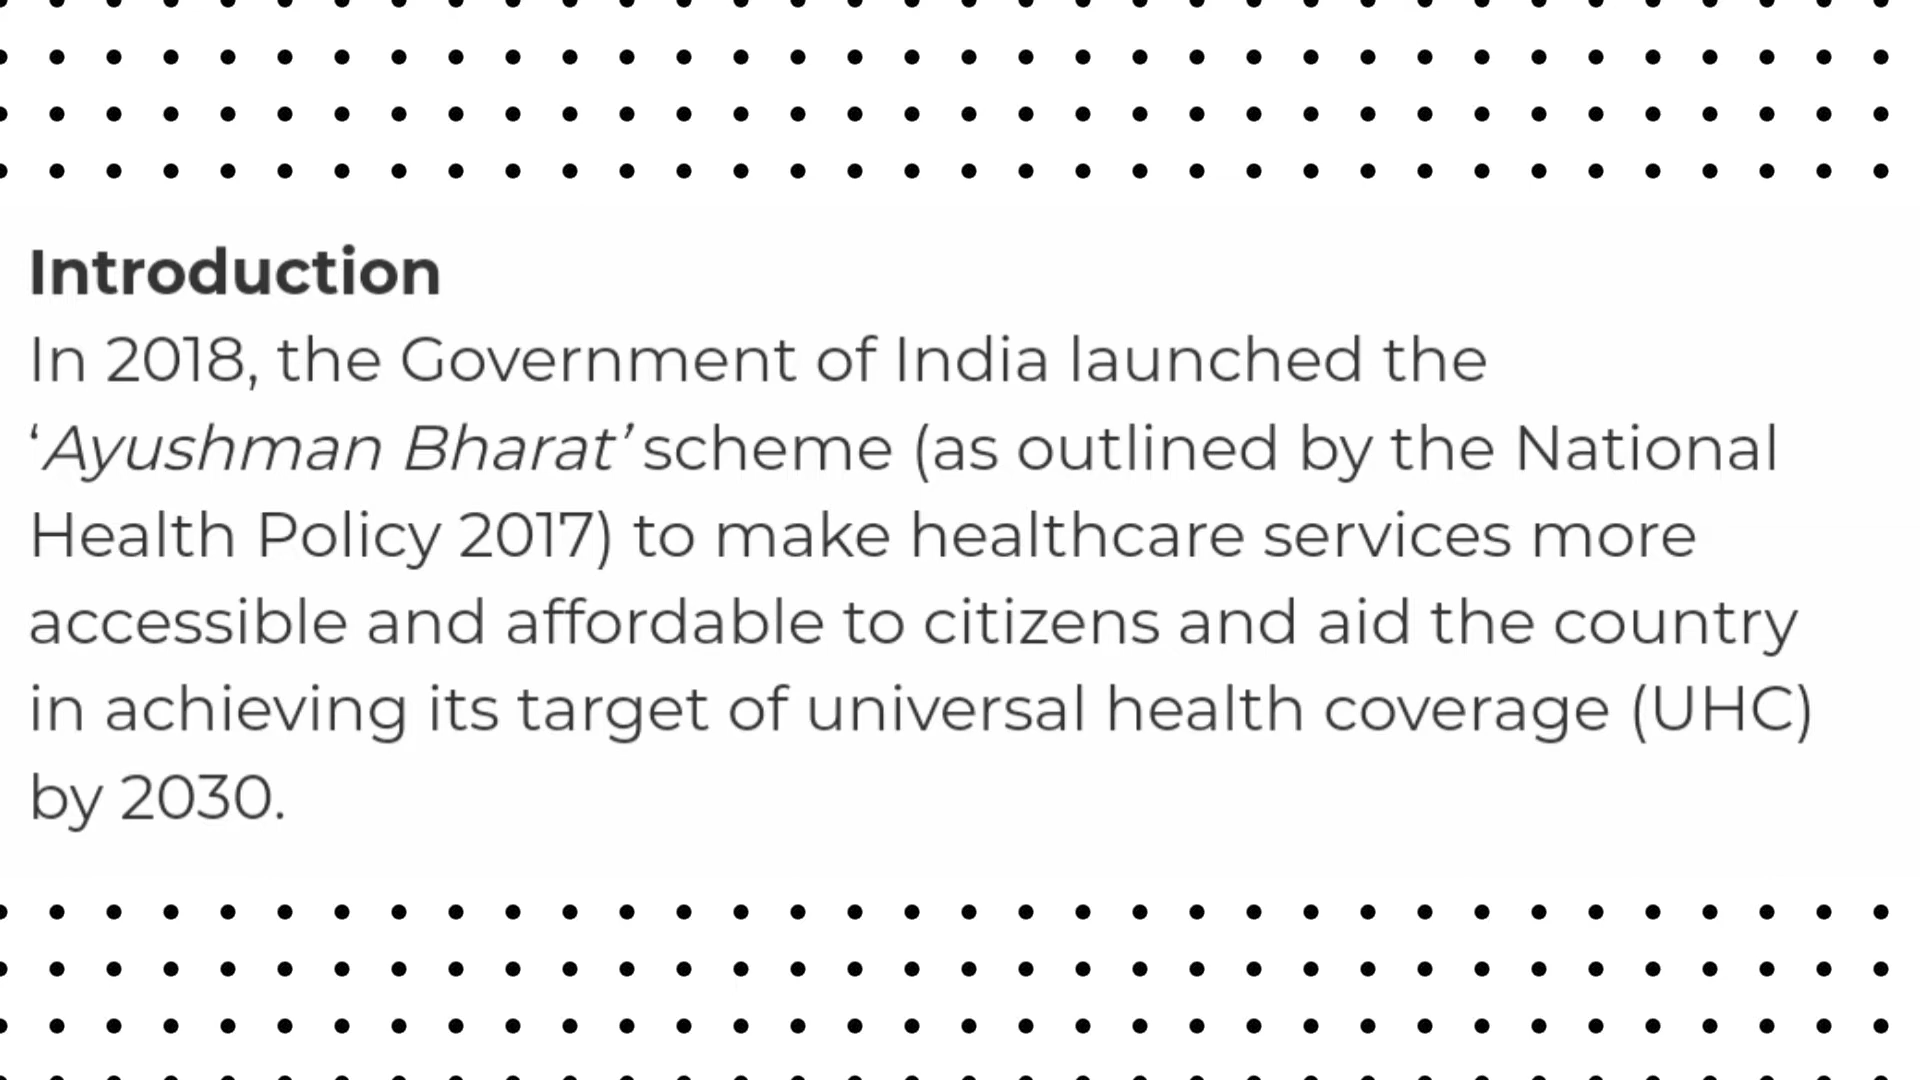 Introduction
In 2018, the Government of India launched the
‘Ayushman Bharat’ scheme (as outlined by the National
Health Policy 2017) to make healthcare services more
accessible and affordable to citizens and aid the country
in achieving its target of universal health coverage (UHC)
by 2030.